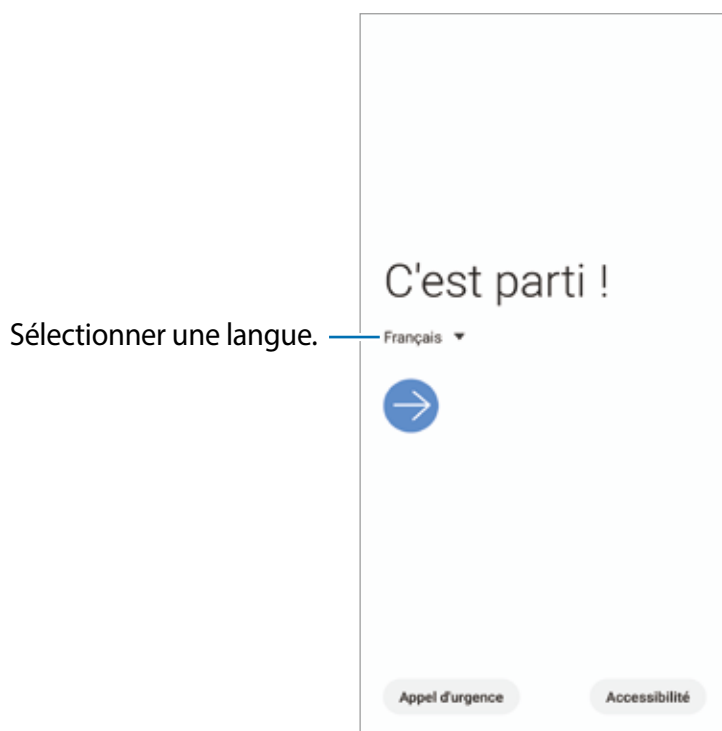 C'est parti !
Sélectionner une langue.
Français
Appel d'urgence
Accessibilité